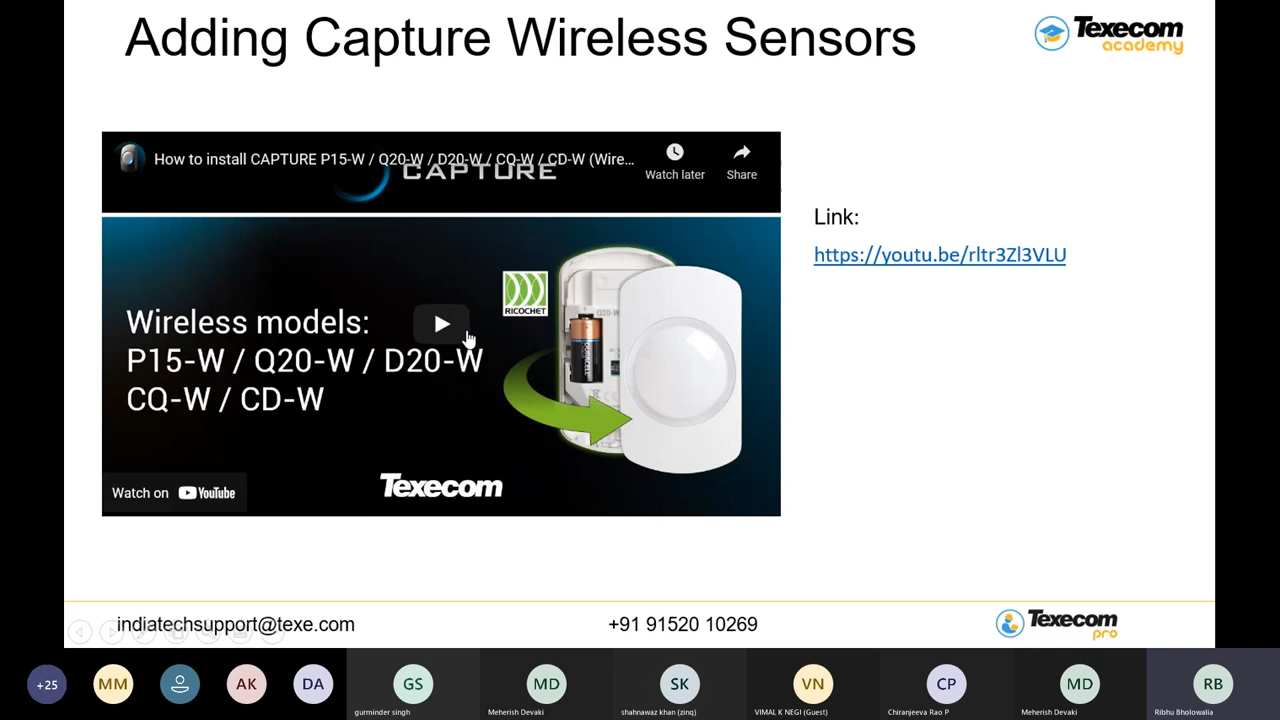 Adding Capture Wireless Sensors
Texecom
academy
How to install CAPTURE P15-W / Q20-W / D20-W / CQ-W / CD-W (Wire...
CAPTURE
Watch later
Share
Link:
https://youtu.be/rltr3Zl3VLU
RICOCHET
Q20-W
DURACELL
Wireless models:
P15-W / Q20-W / D20-W
CQ-W / CD-W
Watch on YouTube
Texecom
indiatechsupport@texe.com
+91 91520 10269
Texecom
pro
+25
MM
AK
DA
GS
MD
SK
VN
CP
MD
RB
gurminder singh
Meherish Devaki
shahnawaz khan (zinq)
VIMAL K NEGI (Guest)
Chiranjeeva Rao P
Meherish Devaki
Ribhu Bholowalia